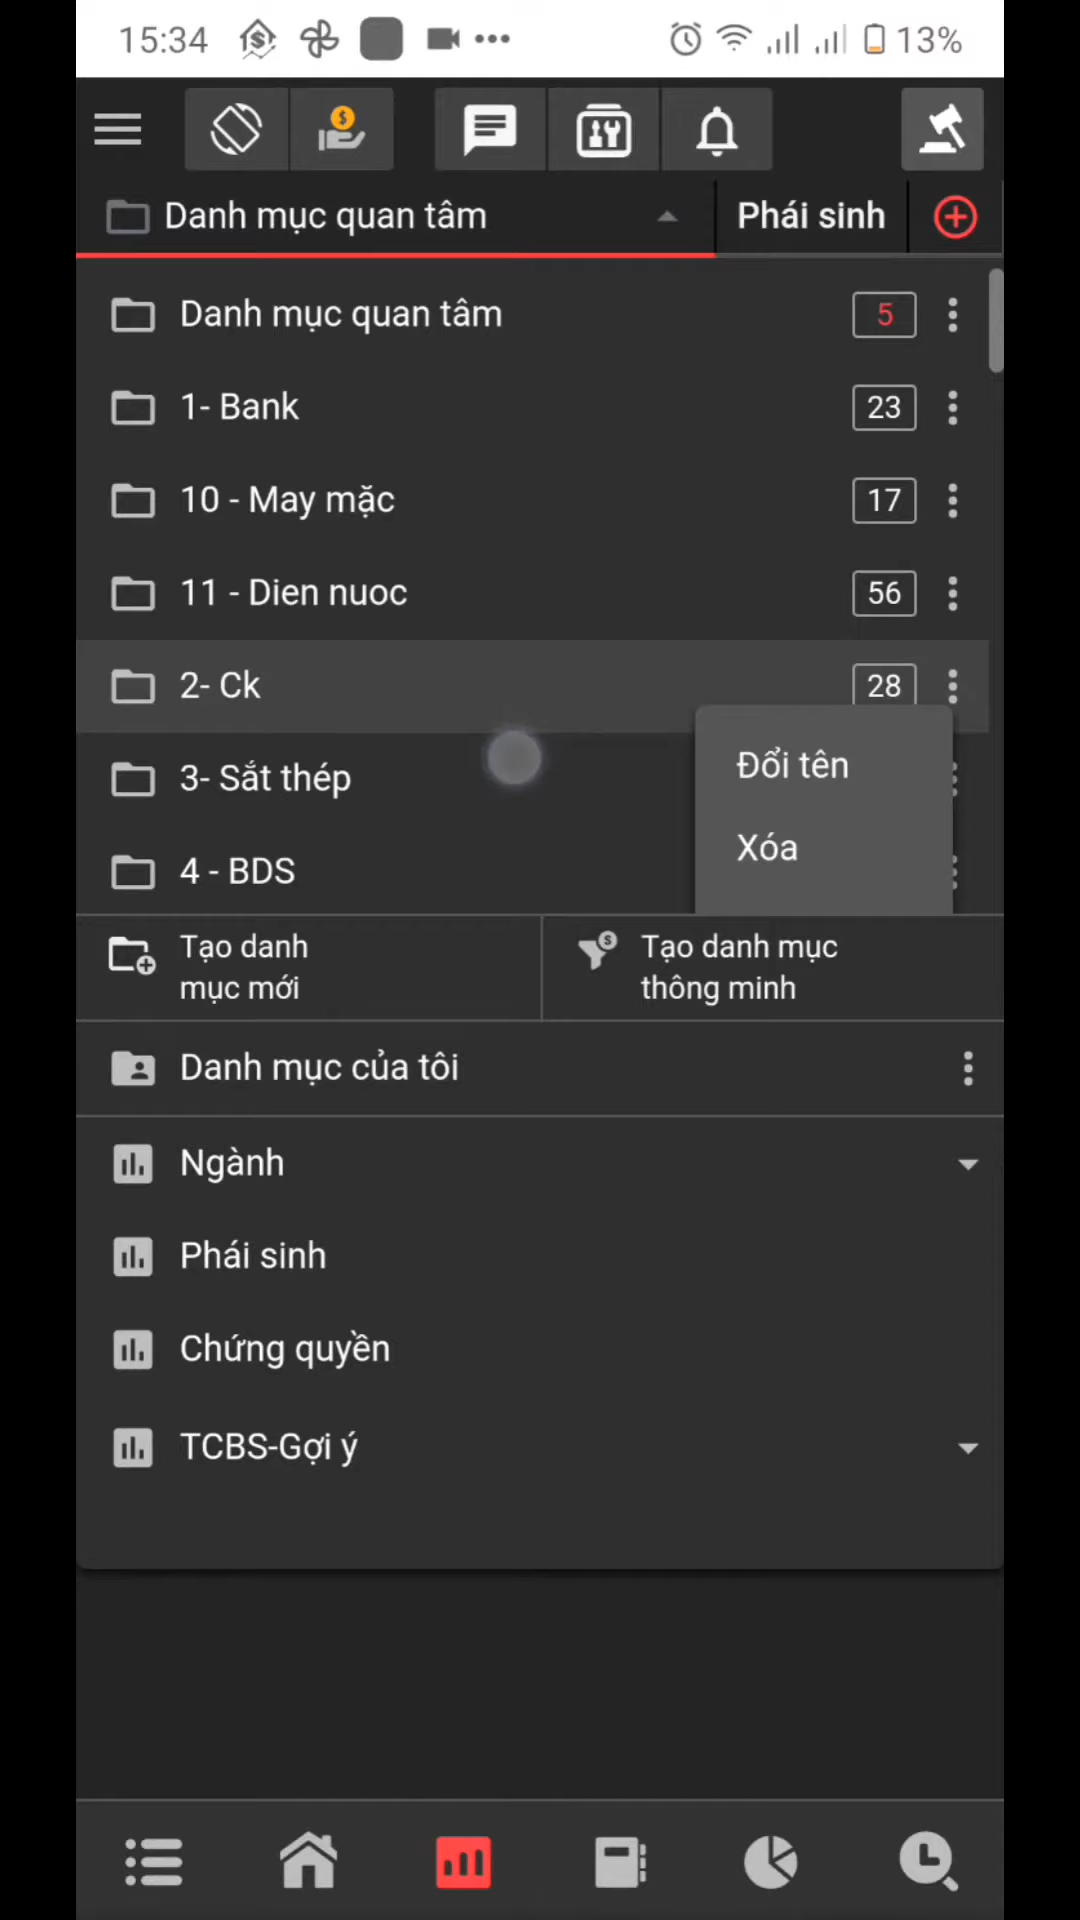 15:34
13%
Danh mục quan tâm
Phái sinh
Danh mục quan tâm
5
1- Bank
23
10 - May mặc
17
11 - Dien nuoc
56
2- Ck
28
Đổi tên
3- Sắt thép
Xóa
4 - BDS
Tạo danh
mục mới
Tạo danh mục
thông minh
Danh mục của tôi
Ngành
Phái sinh
Chứng quyền
TCBS-Gợi ý